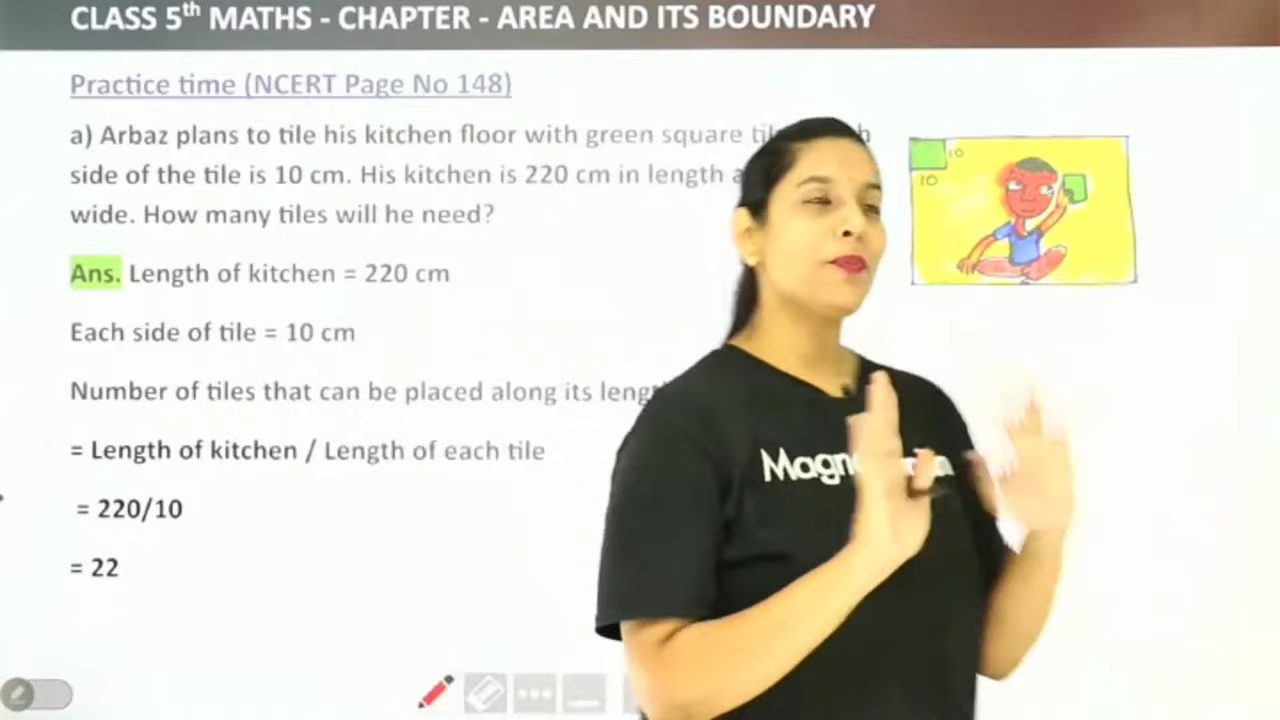 CLASS 5th MATHS - CHAPTER - AREA AND ITS BOUNDARY
Practice time (NCERT Page No 148)
a) Arbaz plans to tile his kitchen floor with green square
side of the tile is 10 cm. His kitchen is 220 cm in length
wide. How many tiles will he need?
10
10
Ans. Length of kitchen = 220 cm
Each side of tile = 10 cm
Number of tiles that can be placed along its
= Length of kitchen / Length of each tile
= 220/10
= 22